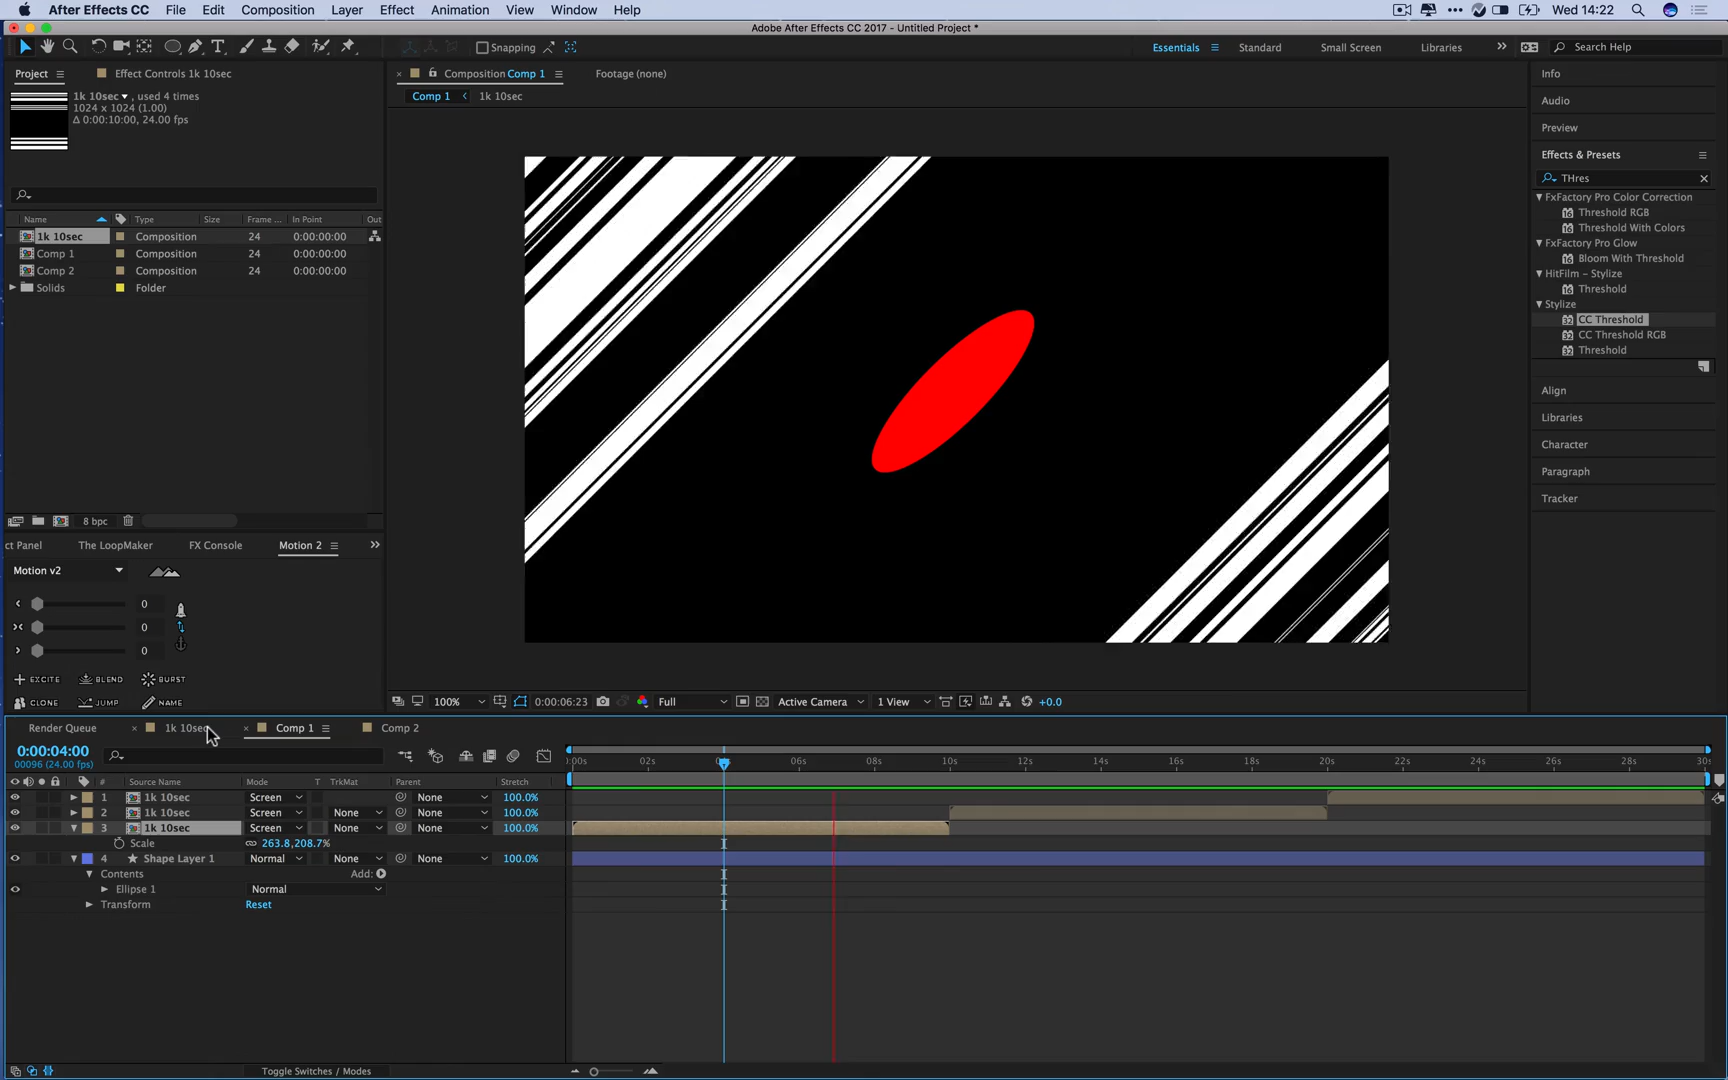 After Effects CC File Edit Composition Layer Effect Animation View Window Help Wed 14:22
Adobe After Effects CC 2017 - Untitled Project *
Snapping Essentials Standard Small Screen Libraries Search Help
Project Effect Controls 1k 10sec
1k 10sec , used 4 times
1024 x 1024 (1.00)
Δ 0:00:10:00, 24.00 fps
Name Type Size Frame ... In Point Out
1k 10sec Composition 24 0:00:00:00
Comp 1 Composition 24 0:00:00:00
Comp 2 Composition 24 0:00:00:00
Solids Folder
8 bpc
ct Panel The LoopMaker FX Console Motion 2
Motion v2
0
0
0
EXCITE BLEND BURST
CLONE JUMP NAME
Composition Comp 1 Footage (none)
Comp 1 1k 10sec
100% 0:00:06:23 Full Active Camera 1 View +0.0
Info
Audio
Preview
Effects & Presets
THres
FxFactory Pro Color Correction
16 Threshold RGB
16 Threshold With Colors
FxFactory Pro Glow
16 Bloom With Threshold
HitFilm - Stylize
16 Threshold
Stylize
32 CC Threshold
32 CC Threshold RGB
32 Threshold
Align
Libraries
Character
Paragraph
Tracker
Render Queue 1k 10sec Comp 1 Comp 2
0:00:04:00
00096 (24.00 fps)
# Source Name Mode T TrkMat Parent Stretch
:00s 02s 06s 08s 10s 12s 14s 16s 18s 20s 22s 24s 26s 28s 30s
1 1k 10sec Screen None 100.0%
2 1k 10sec Screen None None 100.0%
3 1k 10sec Screen None None 100.0%
Scale 263.8,208.7%
4 Shape Layer 1 Normal None None 100.0%
Contents Add:
Ellipse 1 Normal
Transform Reset
Toggle Switches / Modes